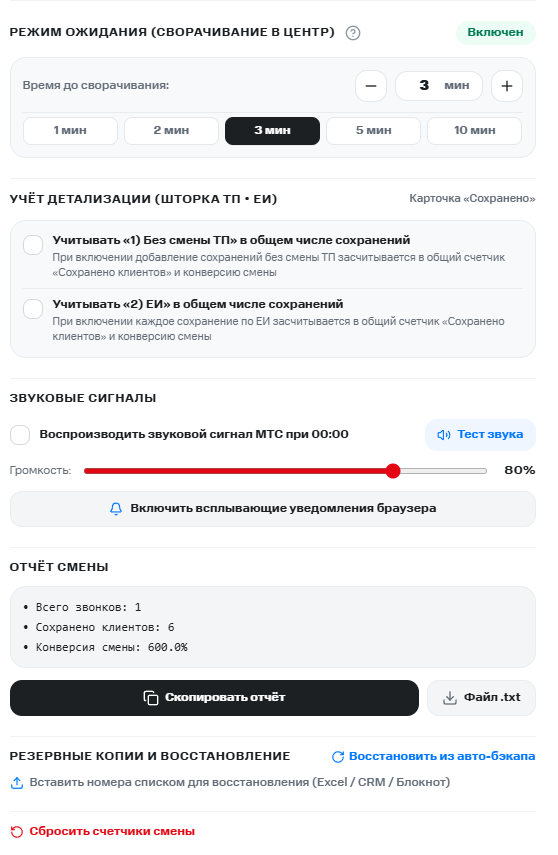 РЕЖИМ ОЖИДАНИЯ (СВОРАЧИВАНИЕ В ЦЕНТР) ? Включен
Время до сворачивания: − 3 мин +
1 мин 2 мин 3 мин 5 мин 10 мин
УЧЁТ ДЕТАЛИЗАЦИИ (ШТОРКА ТП • ЕИ) Карточка «Сохранено»
Учитывать «1) Без смены ТП» в общем числе сохранений
При включении добавление сохранений без смены ТП засчитывается в общий счетчик
«Сохранено клиентов» и конверсию смены
Учитывать «2) ЕИ» в общем числе сохранений
При включении каждое сохранение по ЕИ засчитывается в общий счетчик «Сохранено
клиентов» и конверсию смены
ЗВУКОВЫЕ СИГНАЛЫ
Воспроизводить звуковой сигнал МТС при 00:00 Тест звука
Громкость: 80%
Включить всплывающие уведомления браузера
ОТЧЁТ СМЕНЫ
• Всего звонков: 1
• Сохранено клиентов: 6
• Конверсия смены: 600.0%
Скопировать отчёт Файл .txt
РЕЗЕРВНЫЕ КОПИИ И ВОССТАНОВЛЕНИЕ Восстановить из авто-бэкапа
Вставить номера списком для восстановления (Excel / CRM / Блокнот)
Сбросить счетчики смены